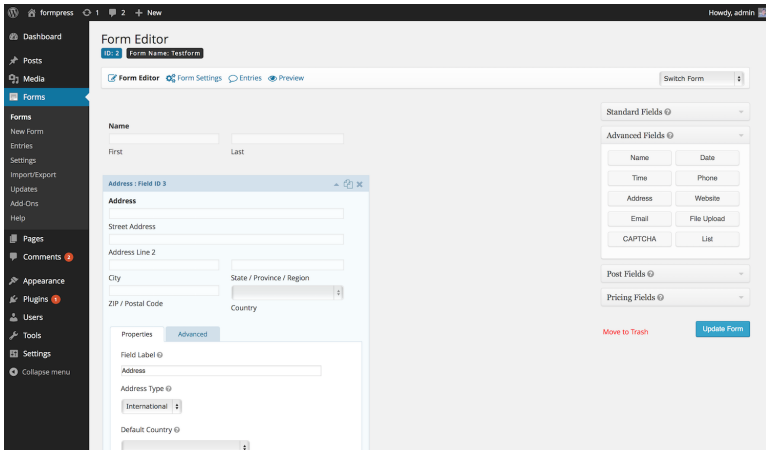 formpress 1 2 + New Howdy, admin
Dashboard
Posts
Media
Forms
Forms
New Form
Entries
Settings
Import/Export
Updates
Add-Ons
Help
Pages
Comments 2
Appearance
Plugins 1
Users
Tools
Settings
Collapse menu
Form Editor
ID: 2 Form Name: Testform
Form Editor Form Settings Entries Preview Switch Form
Name
First Last
Address : Field ID 3
Address
Street Address
Address Line 2
City State / Province / Region
ZIP / Postal Code Country
Properties Advanced
Field Label ?
Address
Address Type ?
International
Default Country ?
Standard Fields ?
Advanced Fields ?
Name Date
Time Phone
Address Website
Email File Upload
CAPTCHA List
Post Fields ?
Pricing Fields ?
Move to Trash Update Form